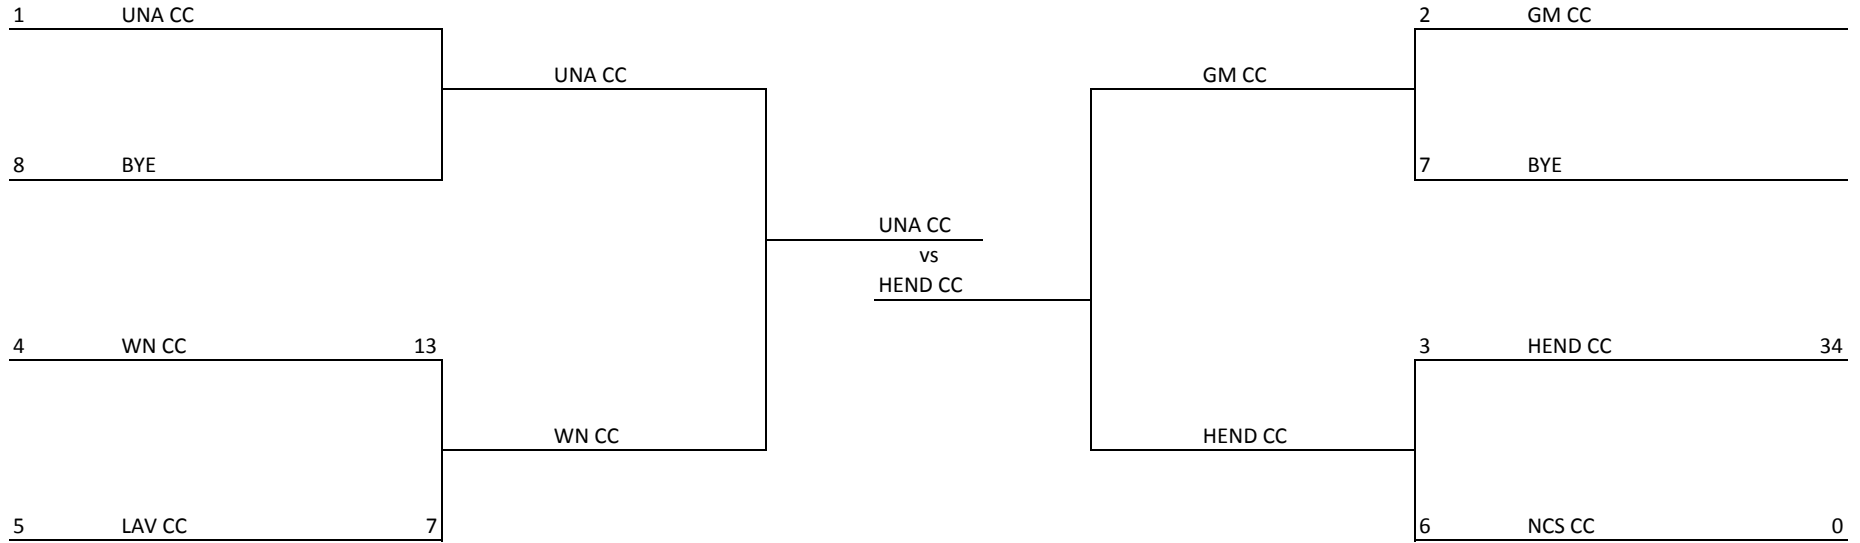 1 UNA CC
2 GM CC
UNA CC
GM CC
8 BYE
7 BYE
UNA CC
vs
HEND CC
4 WN CC 13
3 HEND CC 34
WN CC
HEND CC
5 LAV CC 7
6 NCS CC 0